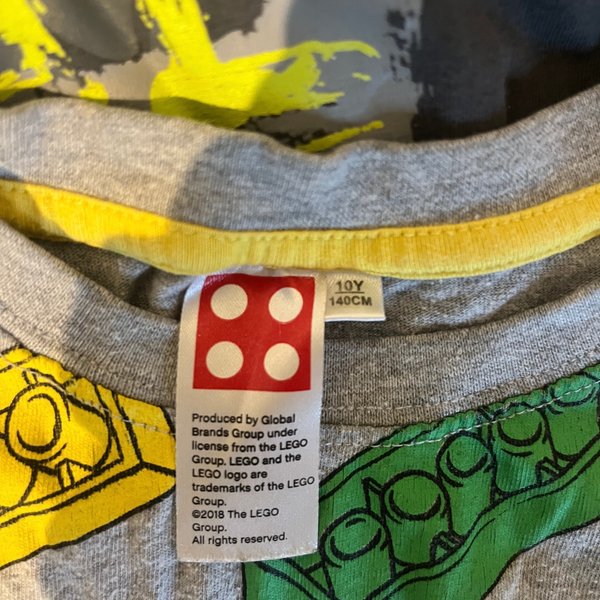 10Y
140CM
Produced by Global
Brands Group under
license from the LEGO
Group. LEGO and the
LEGO logo are
trademarks of the LEGO
Group.
©2018 The LEGO
Group.
All rights reserved.